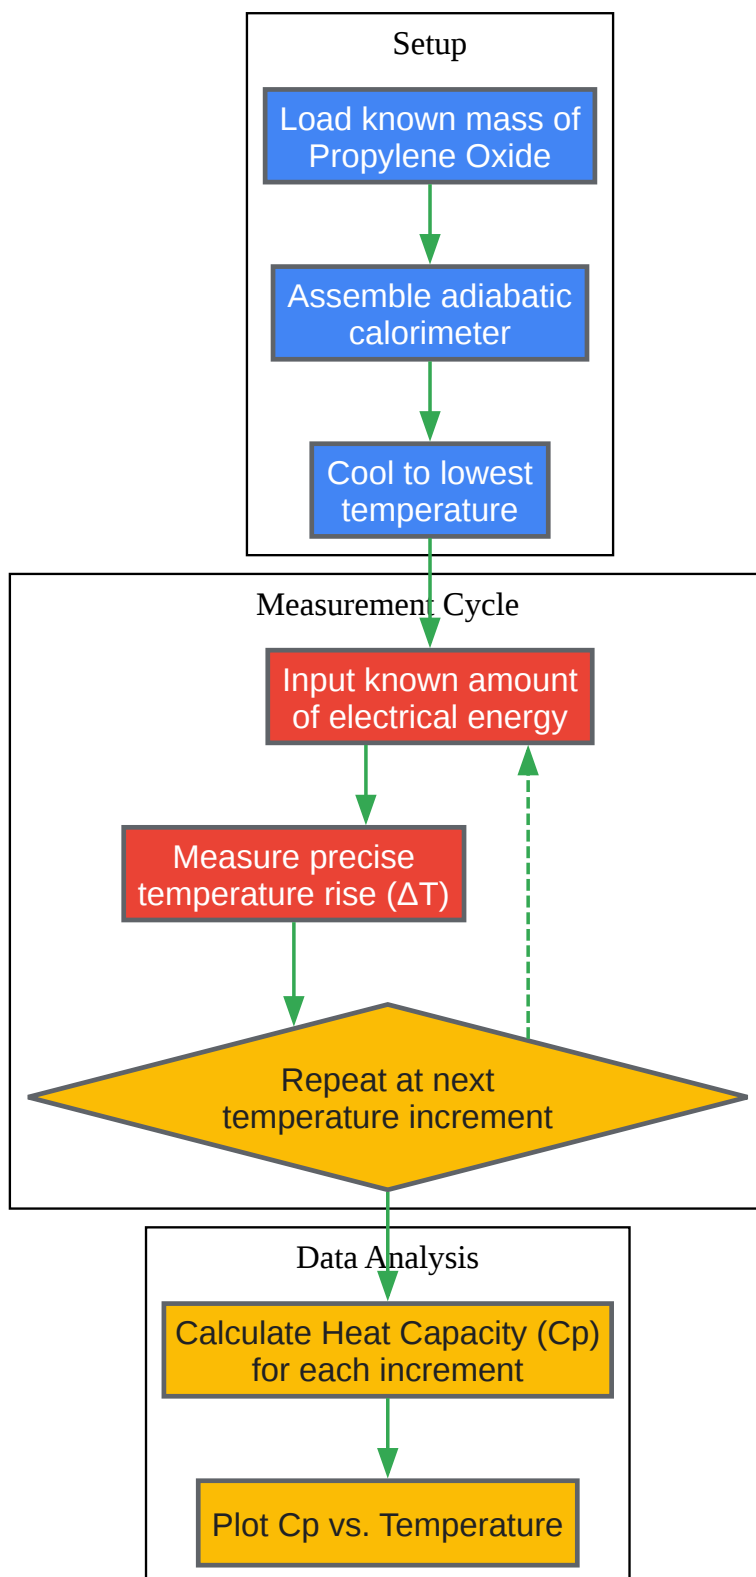 Setup
Load known mass of
Propylene Oxide
Assemble adiabatic
calorimeter
Cool to lowest
temperature
Measurement Cycle
Input known amount
of electrical energy
Measure precise
temperature rise (ΔT)
Repeat at next
temperature increment
Data Analysis
Calculate Heat Capacity (Cp)
for each increment
Plot Cp vs. Temperature